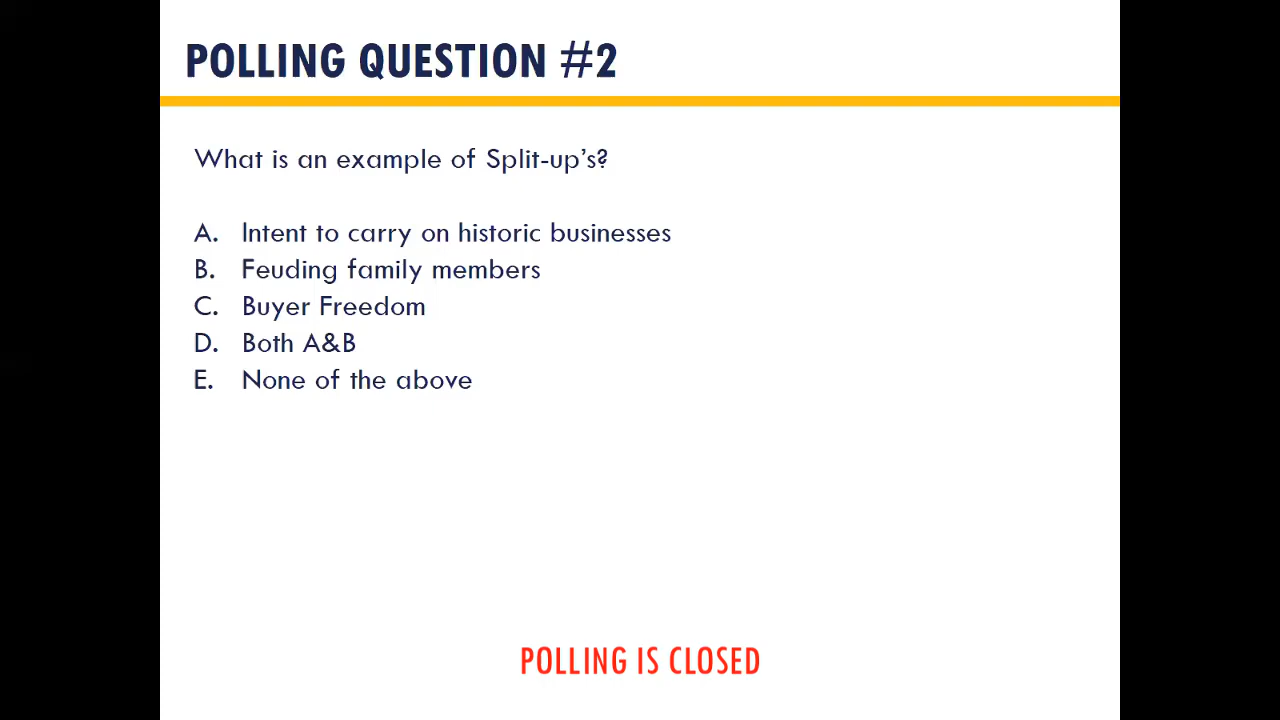 POLLING QUESTION #2
What is an example of Split-up’s?
A. Intent to carry on historic businesses
B. Feuding family members
C. Buyer Freedom
D. Both A&B
E. None of the above
POLLING IS CLOSED